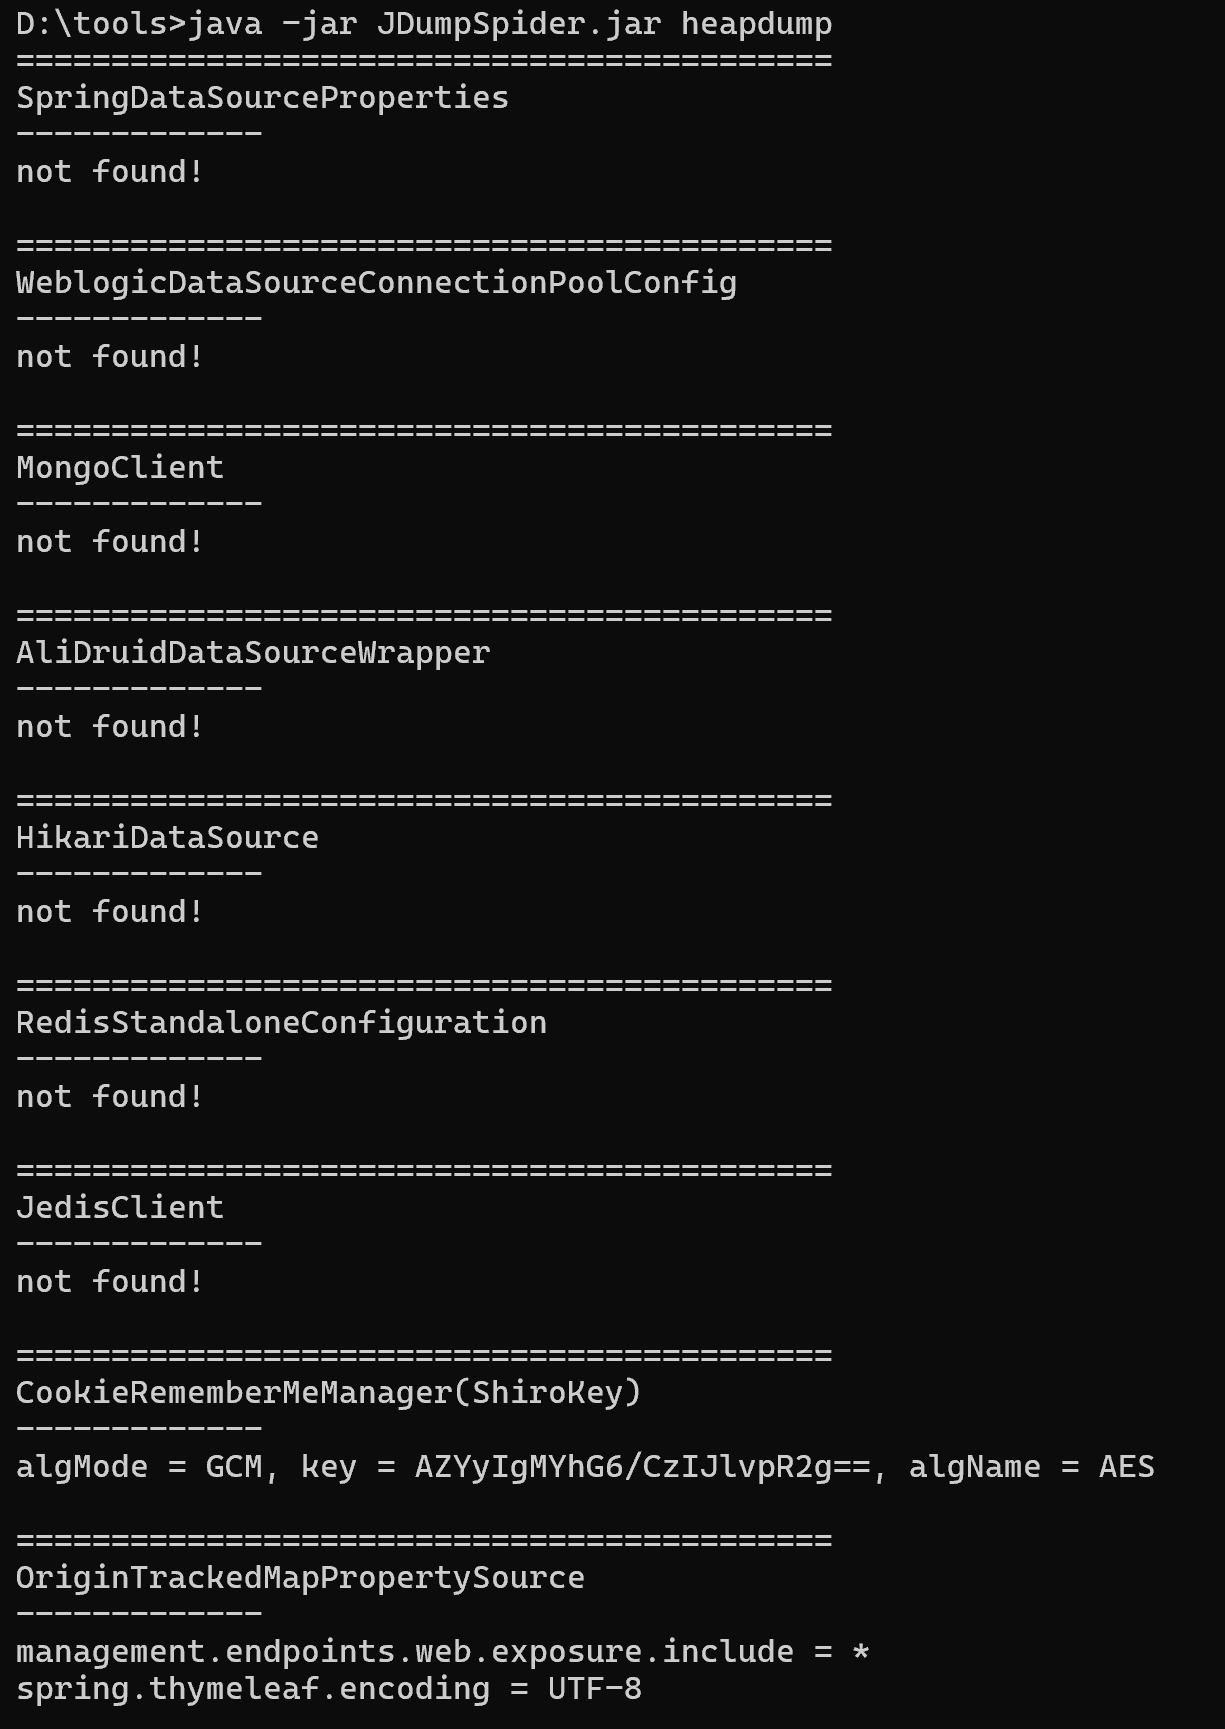 D:\tools>java -jar JDumpSpider.jar heapdump
===========================================
SpringDataSourceProperties
-------------
not found!
===========================================
WeblogicDataSourceConnectionPoolConfig
-------------
not found!
===========================================
MongoClient
-------------
not found!
===========================================
AliDruidDataSourceWrapper
-------------
not found!
===========================================
HikariDataSource
-------------
not found!
===========================================
RedisStandaloneConfiguration
-------------
not found!
===========================================
JedisClient
-------------
not found!
===========================================
CookieRememberMeManager(ShiroKey)
-------------
algMode = GCM, key = AZYyIgMYhG6/CzIJlvpR2g==, algName = AES
===========================================
OriginTrackedMapPropertySource
-------------
management.endpoints.web.exposure.include = *
spring.thymeleaf.encoding = UTF-8